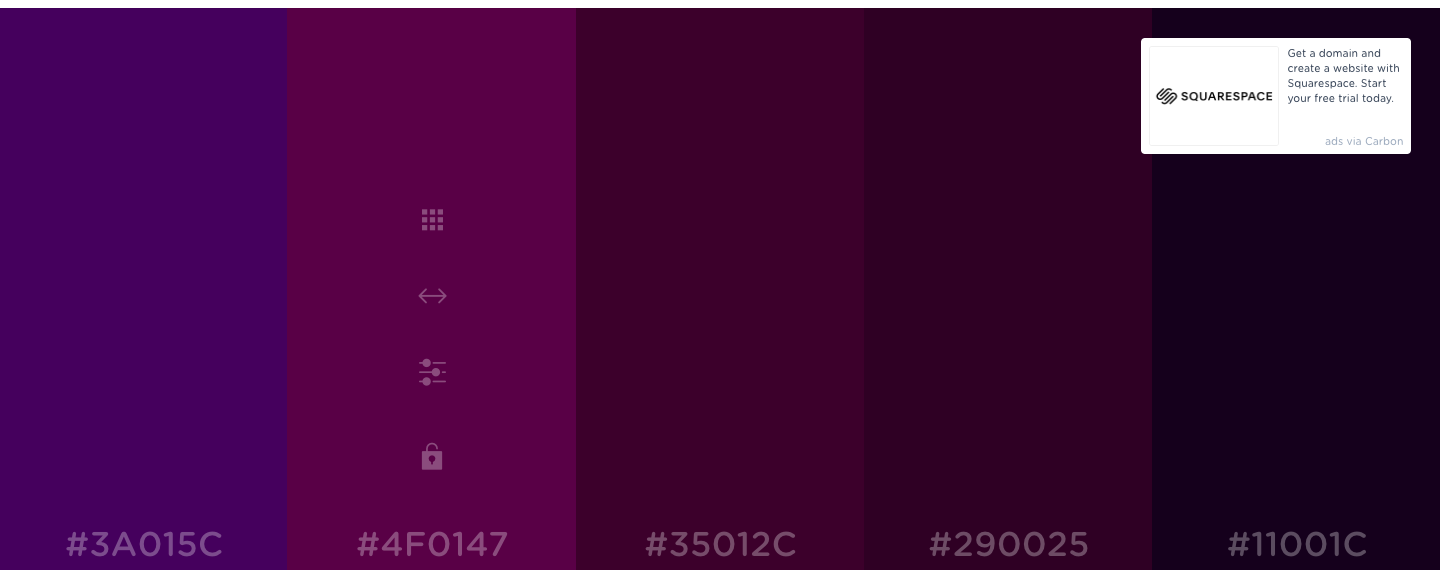 Get a domain and
create a website with
Squarespace. Start
your free trial today.
SQUARESPACE
ads via Carbon
#3A015C
#4F0147
#35012C
#290025
#11001C